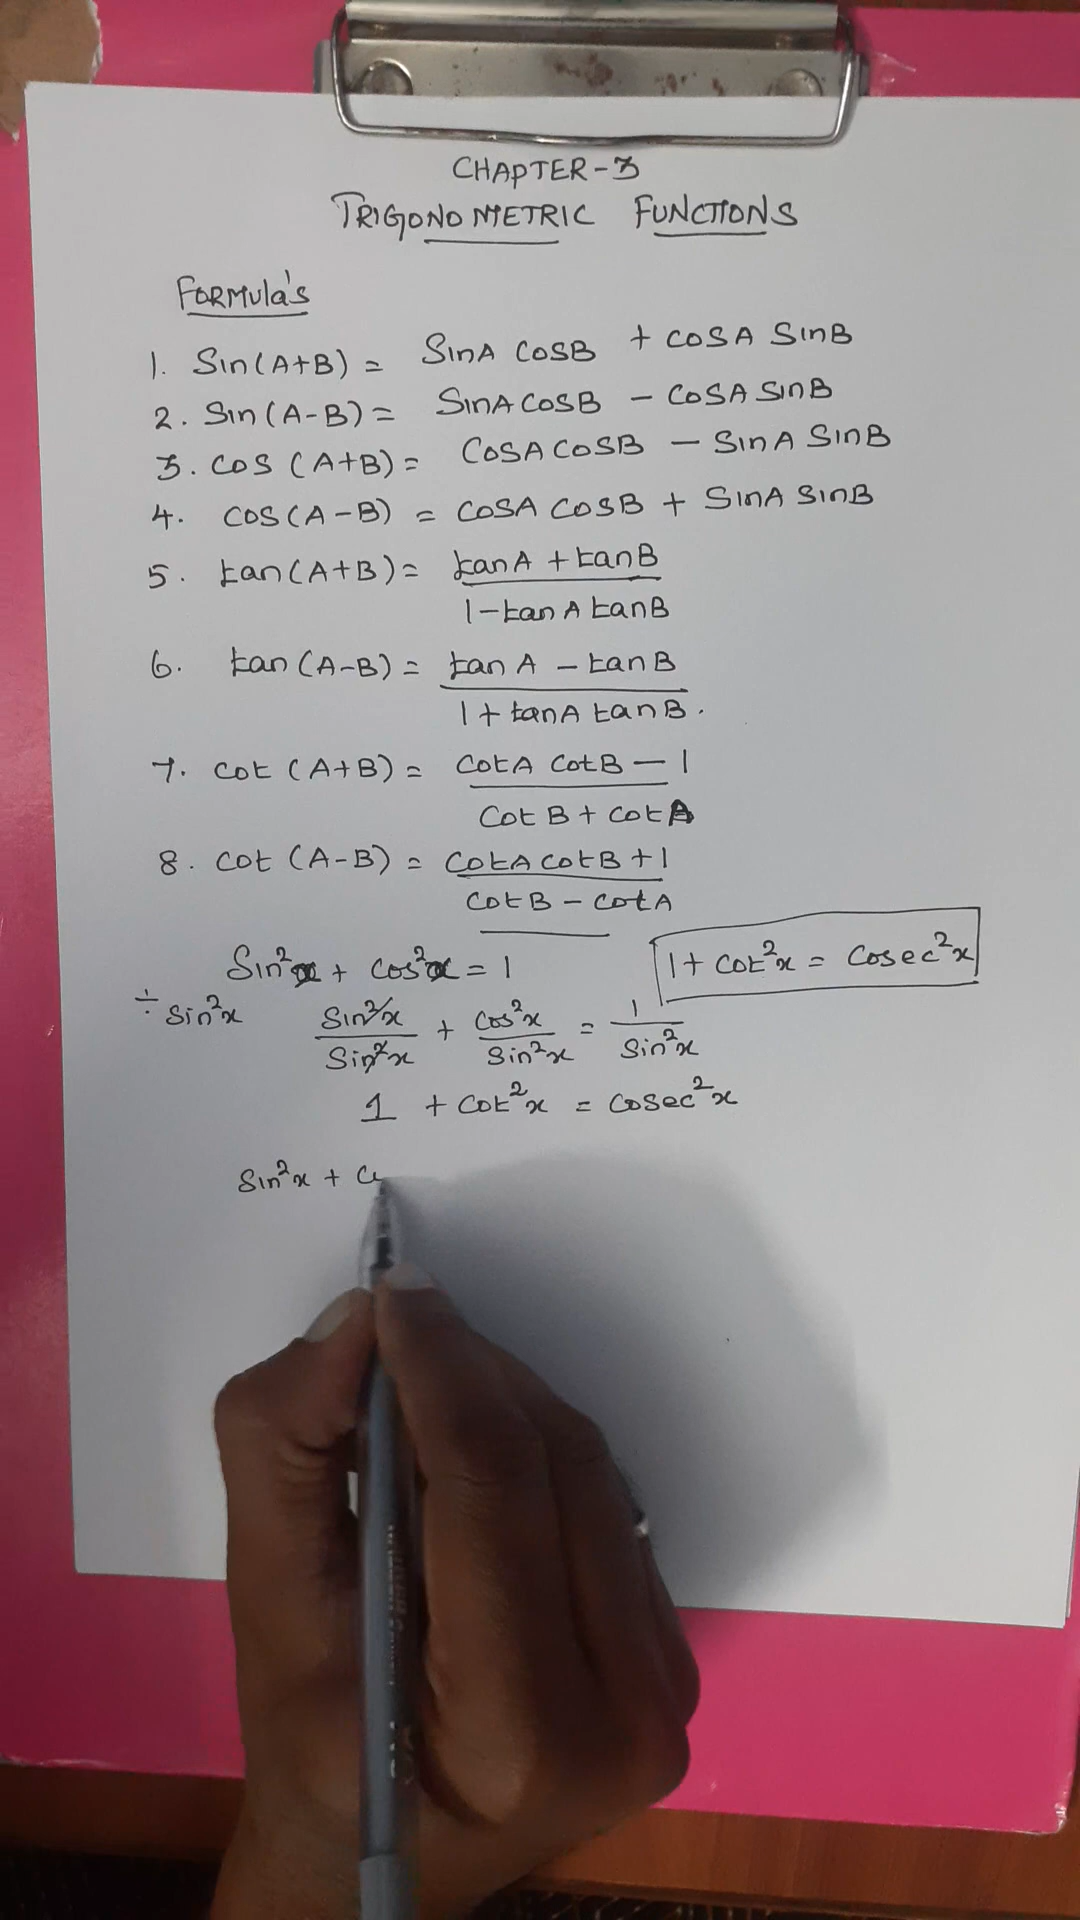 CHAPTER-3
TRIGONOMETRIC FUNCTIONS
FORMULa's
1. Sin(A+B) = SinA COSB + COSA SinB
2. Sin(A-B) = SinA COSB - COSA SinB
3. COS (A+B) = COSA COSB - SinA SinB
4. COS(A-B) = COSA COSB + SinA SinB
5. tan(A+B) = tanA + tanB
1-tanA tanB
6. tan(A-B) = tanA - tanB
1+tanA tanB.
7. cot (A+B) = cotA cotB - 1
cotB + cotA
8. cot (A-B) = cotA cotB+1
cotB - cotA
Sin²x + cos²x = 1
1+ cot²x = cosec²x
÷ sin²x
Sin²x/Sin²x + cos²x/sin²x = 1/sin²x
1 + cot²x = cosec²x
Sin²x +